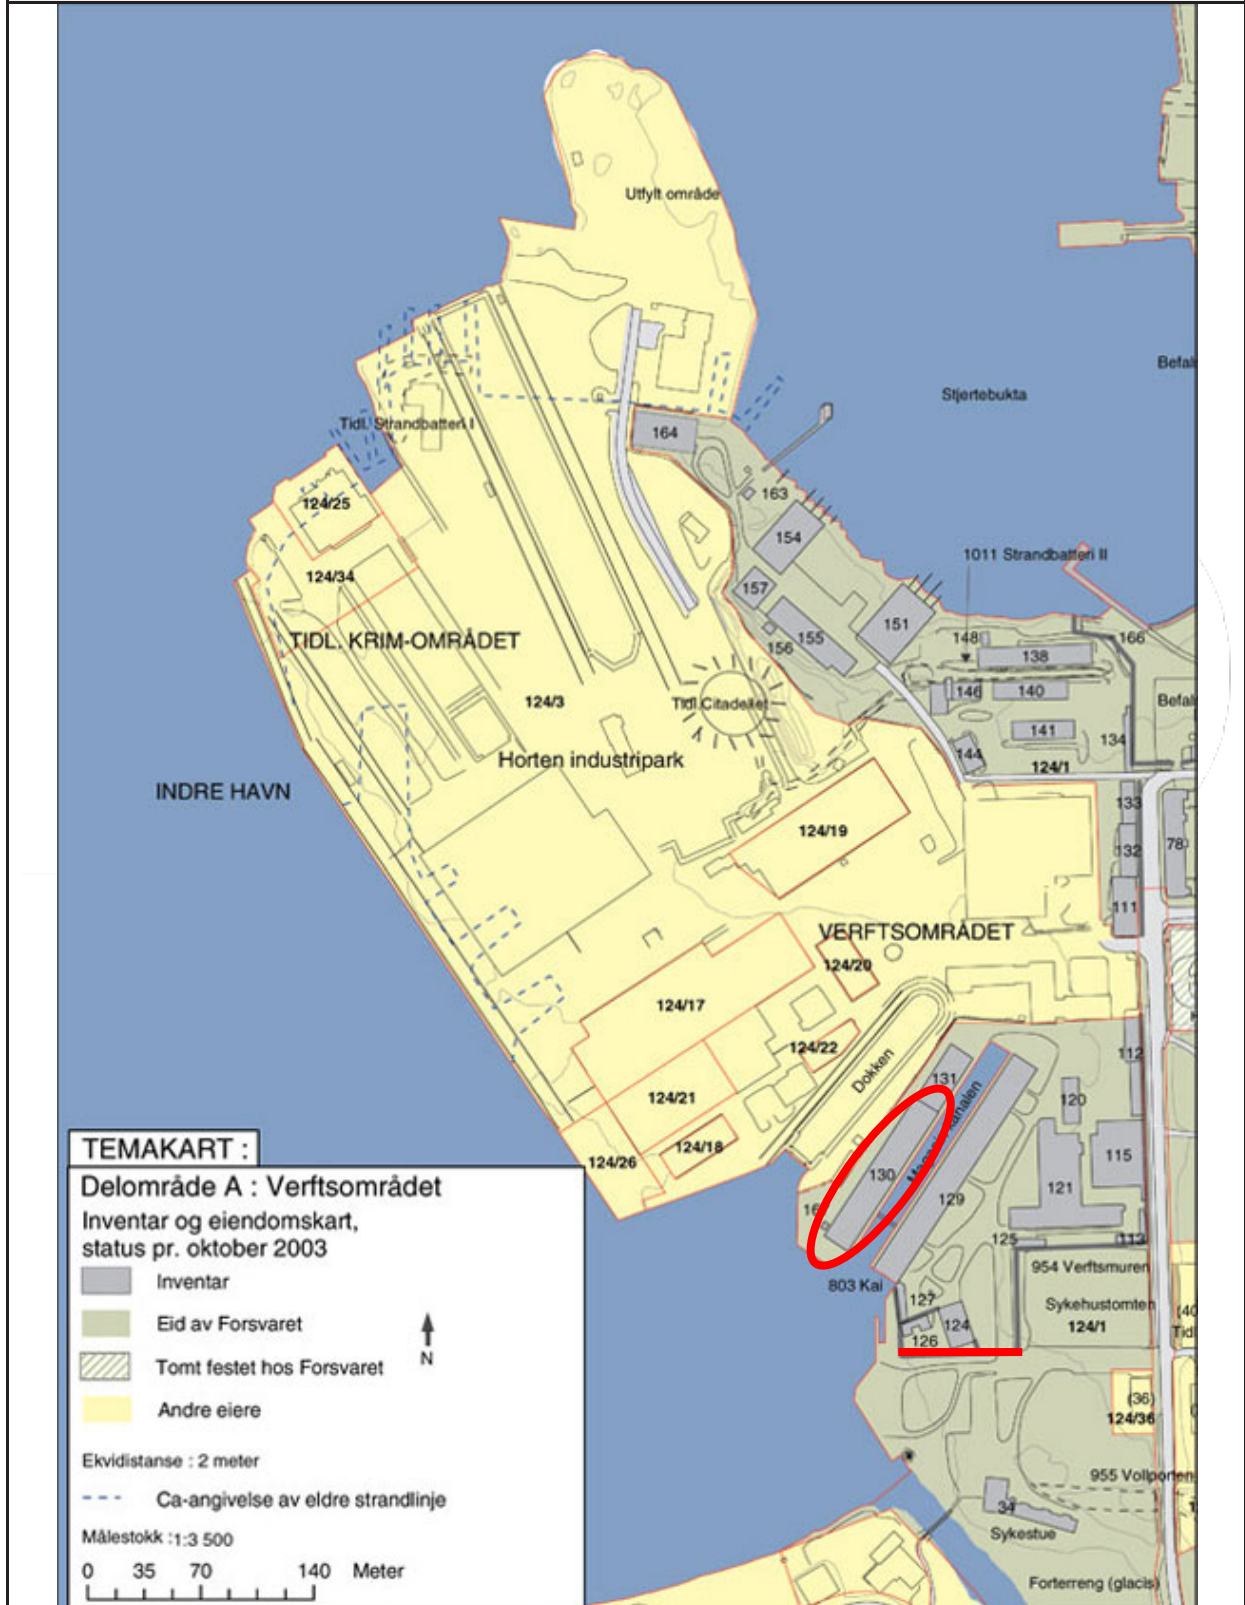 Utfylt område
Befal
Stjertebukta
Tidl. Strandbatteri I
164
163
124/25
154
1011 Strandbatteri II
124/34
157
151
155
148
166
TIDL. KRIM-OMRÅDET
156
138
146
140
124/3
Tidl.Citadellet
Befal
141
134
144
Horten industripark
124/1
INDRE HAVN
133
124/19
132
78
111
VERFTSOMRÅDET
124/20
124/17
124/22
112
Dokken
131
120
124/21
124/18
115
124/26
130
121
129
125
113
954 Verftsmuren
803 Kai
127
Sykehustomten
124
124/1
126
(40
Tidl
(36)
124/36
955 Vollporten
34
Sykestue
Forterreng (glacis)
TEMAKART :
Delområde A : Verftsområdet
Inventar og eiendomskart,
status pr. oktober 2003
Inventar
Eid av Forsvaret
N
Tomt festet hos Forsvaret
Andre eiere
Ekvidistanse : 2 meter
Ca-angivelse av eldre strandlinje
Målestokk :1:3 500
0 35 70 140 Meter